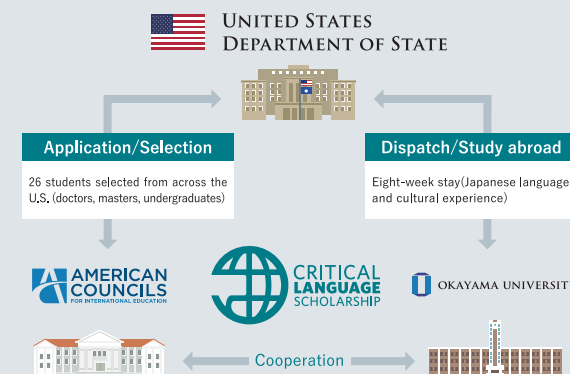 UNITED STATES
DEPARTMENT OF STATE
Application/Selection
26 students selected from across the
U.S. (doctors, masters, undergraduates)
Dispatch/Study abroad
Eight-week stay(Japanese language
and cultural experience)
AMERICAN
COUNCILS
FOR INTERNATIONAL EDUCATION
CRITICAL
LANGUAGE
SCHOLARSHIP
OKAYAMA UNIVERSIT
Cooperation